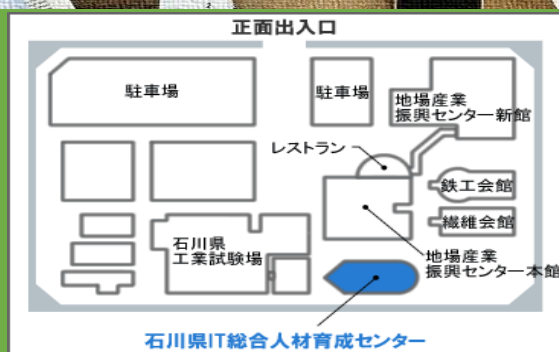 正面出入口
駐車場
駐車場
地場産業
振興センター新館
レストラン
鉄工会館
繊維会館
石川県
工業試験場
地場産業
振興センター本館
石川県IT総合人材育成センター